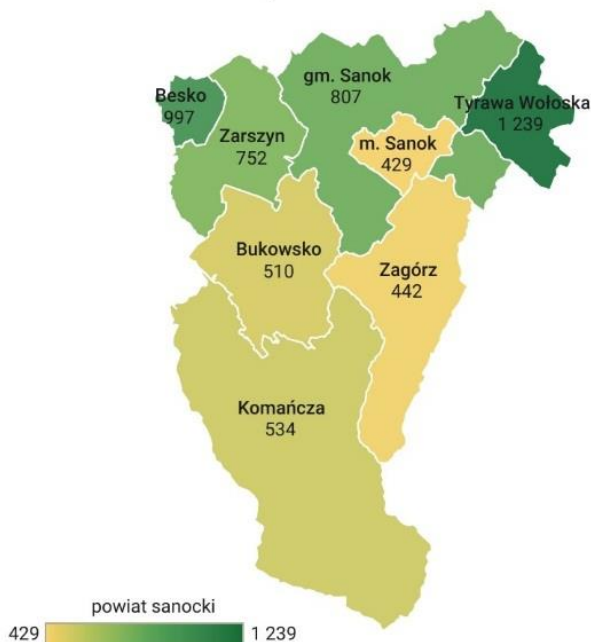 gm. Sanok
807
Besko
997
Tyrawa Wołoska
1 239
Zarszyn
752
m. Sanok
429
Bukowsko
510
Zagórz
442
Komańcza
534
powiat sanocki
429 1 239